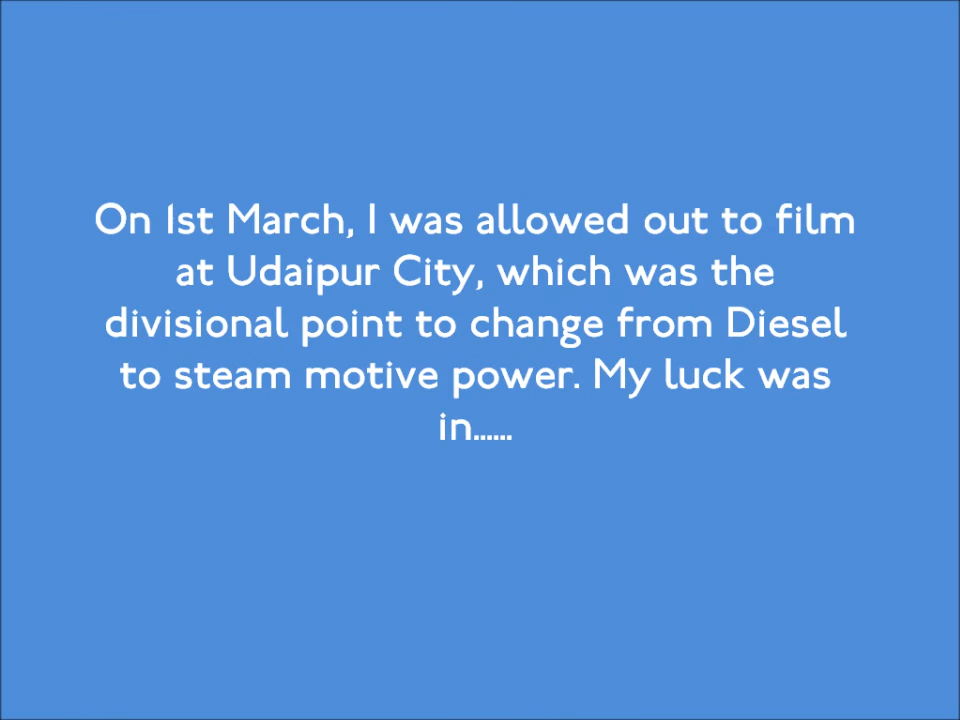 On 1st March, I was allowed out to film
at Udaipur City, which was the
divisional point to change from Diesel
to steam motive power. My luck was
in......